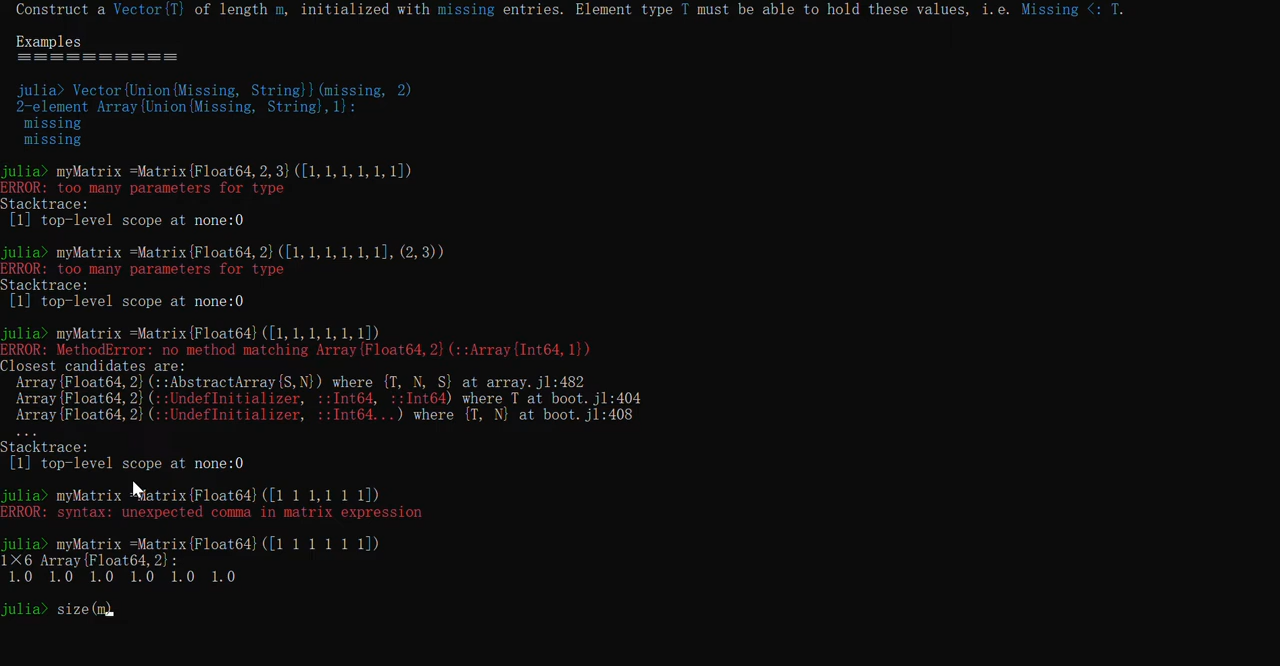 Construct a Vector{T} of length m, initialized with missing entries. Element type T must be able to hold these values, i.e. Missing <: T.
Examples
≡≡≡≡≡≡≡≡≡≡
julia> Vector{Union{Missing, String}}(missing, 2)
2-element Array{Union{Missing, String},1}:
missing
missing
julia> myMatrix =Matrix{Float64,2,3}([1,1,1,1,1,1])
ERROR: too many parameters for type
Stacktrace:
[1] top-level scope at none:0
julia> myMatrix =Matrix{Float64,2}([1,1,1,1,1,1],(2,3))
ERROR: too many parameters for type
Stacktrace:
[1] top-level scope at none:0
julia> myMatrix =Matrix{Float64}([1,1,1,1,1,1])
ERROR: MethodError: no method matching Array{Float64,2}(::Array{Int64,1})
Closest candidates are:
Array{Float64,2}(::AbstractArray{S,N}) where {T, N, S} at array.jl:482
Array{Float64,2}(::UndefInitializer, ::Int64, ::Int64) where T at boot.jl:404
Array{Float64,2}(::UndefInitializer, ::Int64...) where {T, N} at boot.jl:408
...
Stacktrace:
[1] top-level scope at none:0
julia> myMatrix =Matrix{Float64}([1 1 1,1 1 1])
ERROR: syntax: unexpected comma in matrix expression
julia> myMatrix =Matrix{Float64}([1 1 1 1 1 1])
1×6 Array{Float64,2}:
1.0 1.0 1.0 1.0 1.0 1.0
julia> size(m)